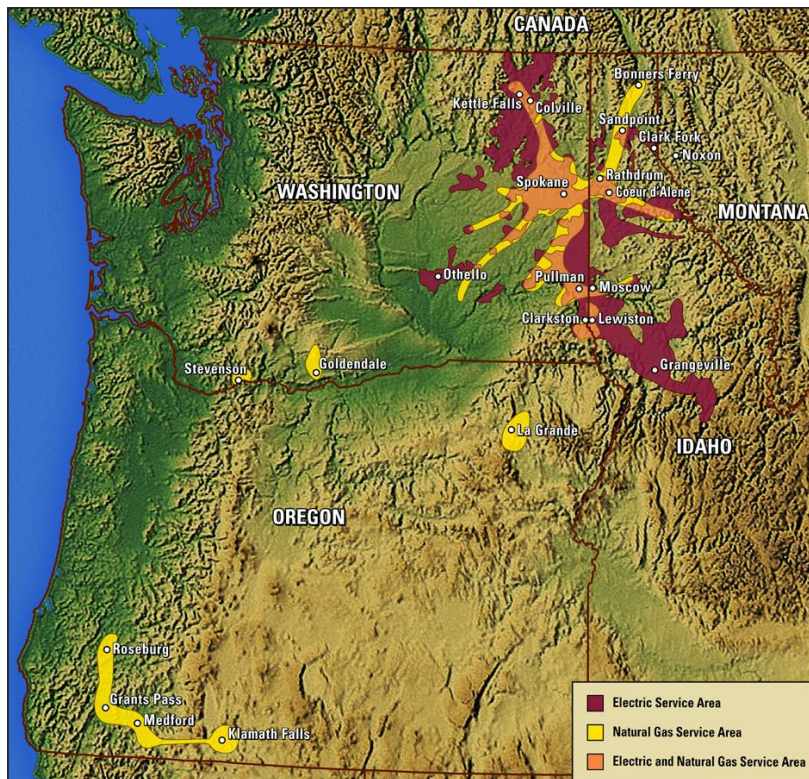 CANADA
Bonners Ferry
Kettle Falls
Colville
Sandpoint
Clark Fork
Noxon
Rathdrum
WASHINGTON
Spokane
Coeur d'Alene
MONTANA
Othello
Pullman
Moscow
Clarkston
Lewiston
Stevenson
Goldendale
Grangeville
La Grande
IDAHO
OREGON
Roseburg
Grants Pass
Medford
Klamath Falls
Electric Service Area
Natural Gas Service Area
Electric and Natural Gas Service Area